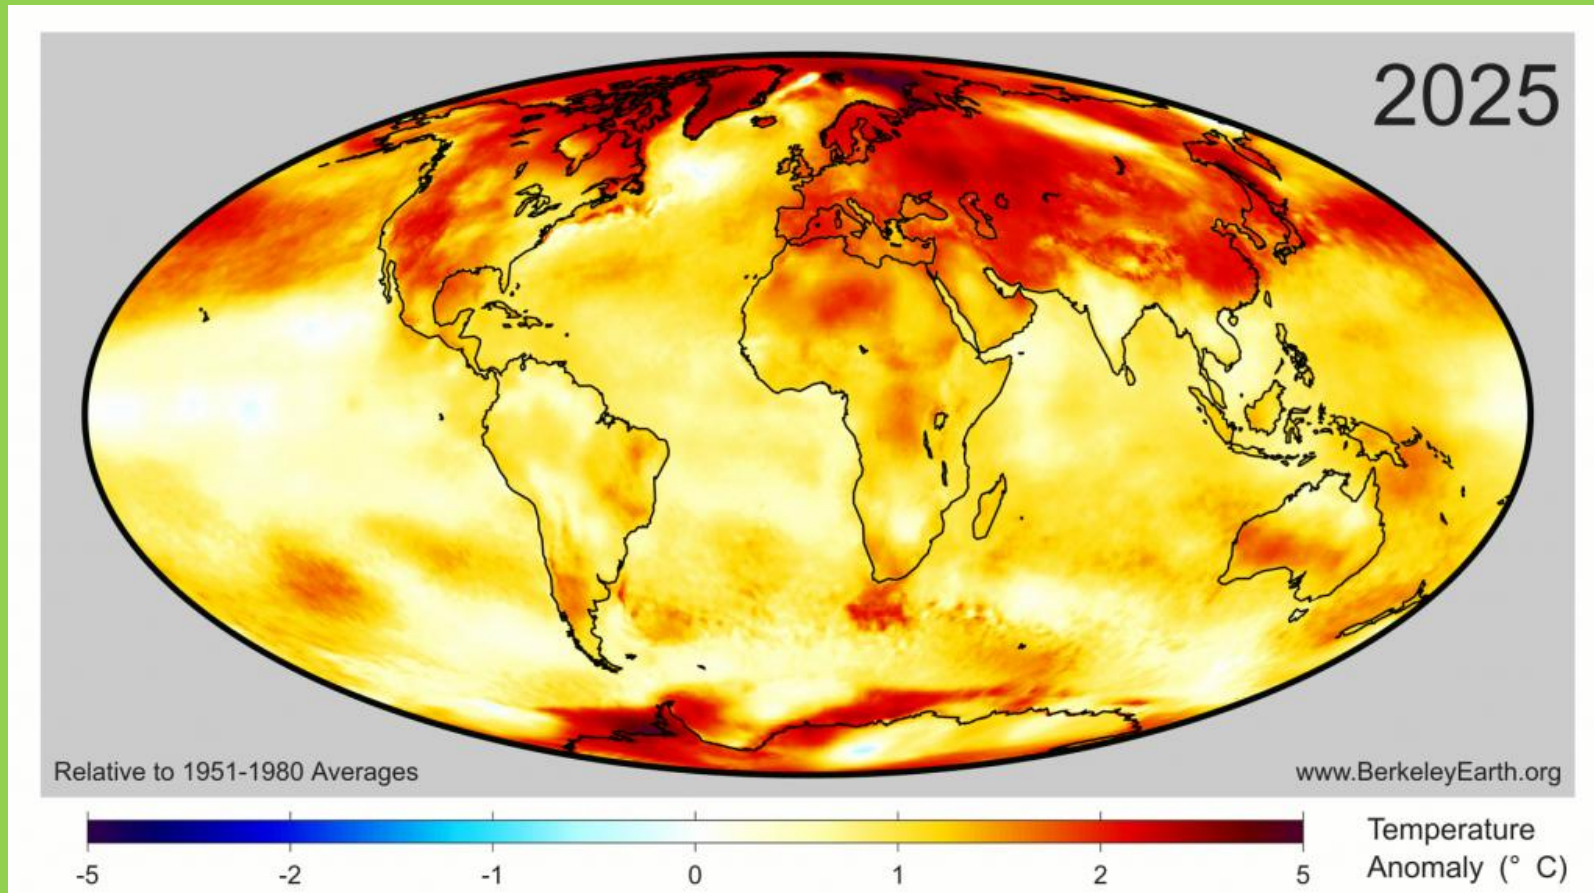 2025
Relative to 1951-1980 Averages
www.BerkeleyEarth.org
-5 -2 -1 0 1 2 5
Temperature
Anomaly (° C)